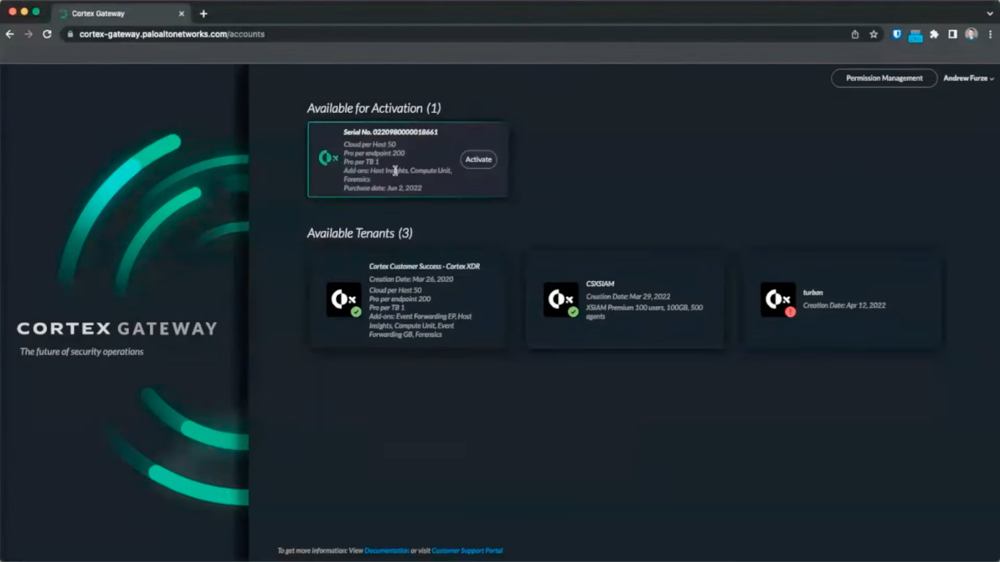 Cortex Gateway
cortex-gateway.paloaltonetworks.com/accounts
Permission Management
Andrew Furze
Available for Activation (1)
Serial No. 0220980000018661
Cloud per Host 50
Pro per endpoint 200
Pro per TB 1
Add-ons: Host Insights, Compute Unit,
Forensics
Purchase date: Jun 2, 2022
Activate
Available Tenants (3)
Cortex Customer Success - Cortex XDR
Creation Date: Mar 26, 2020
Cloud per Host 50
Pro per endpoint 200
Pro per TB 1
Add-ons: Event Forwarding EP, Host
Insights, Compute Unit, Event
Forwarding GB, Forensics
CSXSIAM
Creation Date: Mar 29, 2022
XSIAM Premium 100 users, 100GB, 500
agents
turban
Creation Date: Apr 12, 2022
CORTEX GATEWAY
The future of security operations
To get more information: View Documentation or visit Customer Support Portal